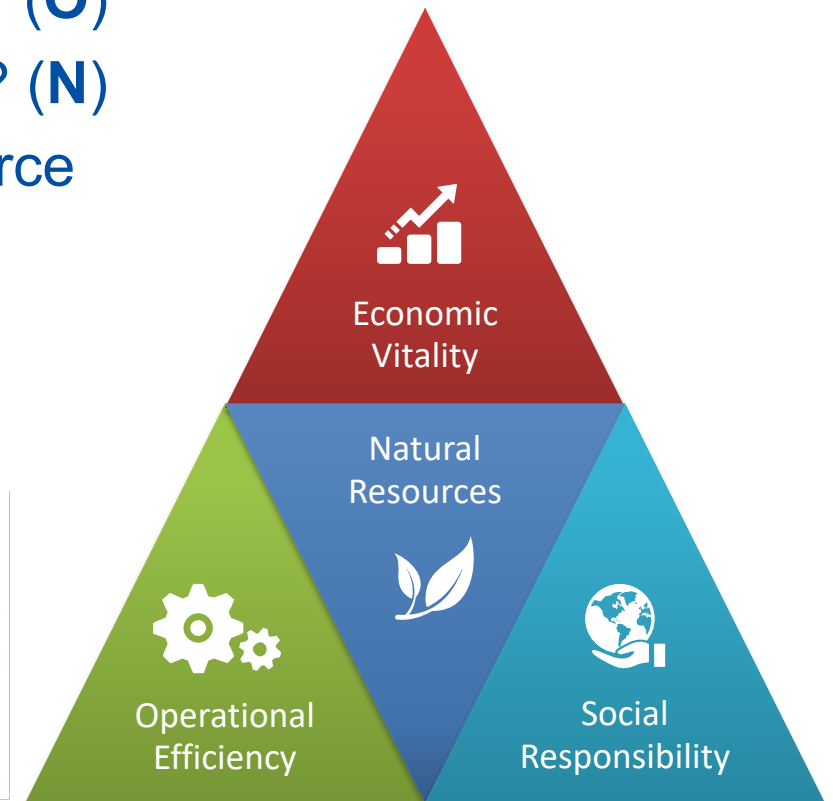 (O)
? (N)
rce
Economic
Vitality
Natural
Resources
Operational
Efficiency
Social
Responsibility